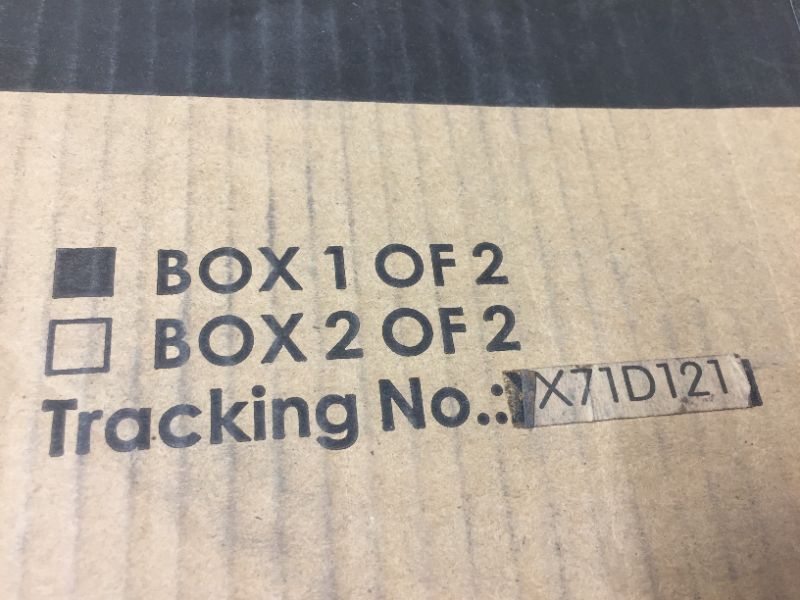 BOX 1 OF 2
BOX 2 OF 2
Tracking No.: X71D121